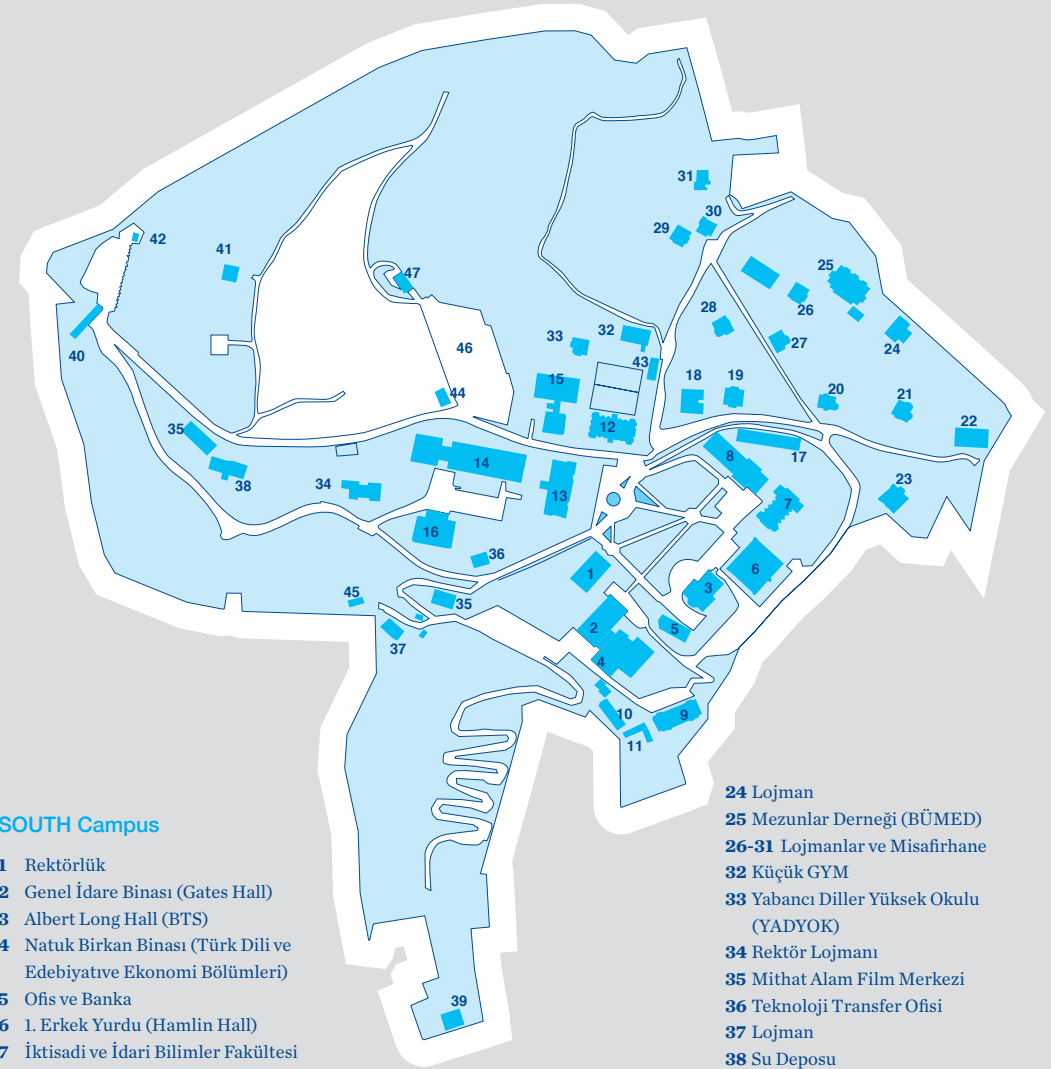 31
30
29
42
25
41
47
26
28
33
32
24
46
27
40
43
15
18
19
44
20
21
12
22
35
8
17
14
38
34
13
23
7
16
36
6
1
3
45
35
2
5
37
4
10
9
11
39
SOUTH Campus
1 Rektörlük
2 Genel İdare Binası (Gates Hall)
3 Albert Long Hall (BTS)
4 Natuk Birkan Binası (Türk Dili ve
Edebiyatıve Ekonomi Bölümleri)
5 Ofis ve Banka
6 1. Erkek Yurdu (Hamlin Hall)
7 İktisadi ve İdari Bilimler Fakültesi
24 Lojman
25 Mezunlar Derneği (BÜMED)
26-31 Lojmanlar ve Misafirhane
32 Küçük GYM
33 Yabancı Diller Yüksek Okulu
(YADYOK)
34 Rektör Lojmanı
35 Mithat Alam Film Merkezi
36 Teknoloji Transfer Ofisi
37 Lojman
38 Su Deposu